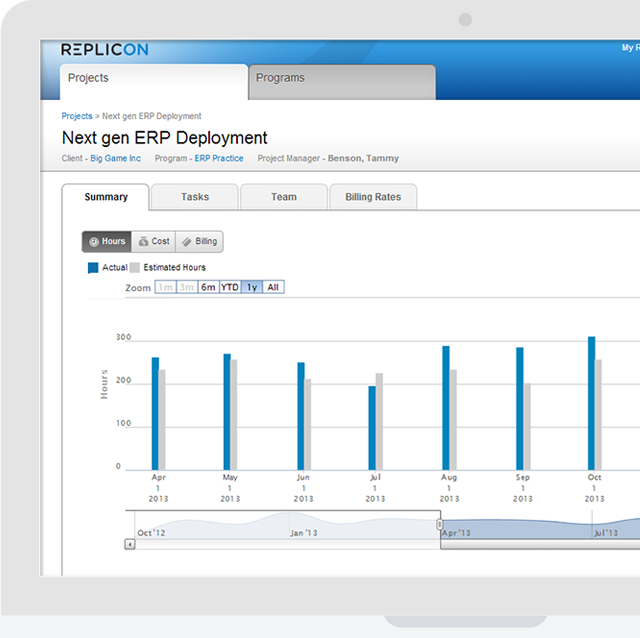 REPLICON
My R
Projects
Programs
Projects > Next gen ERP Deployment
Next gen ERP Deployment
Client - Big Game Inc Program - ERP Practice Project Manager - Benson, Tammy
Summary Tasks Team Billing Rates
Hours Cost Billing
Actual Estimated Hours
Zoom 1m 3m 6m YTD 1y All
300
200
100
0
Hours
Apr May Jun Jul Aug Sep Oct
1 1 1 1 1 1 1
2013 2013 2013 2013 2013 2013 2013
Oct '12 Jan '13 Apr '13 Jul '13